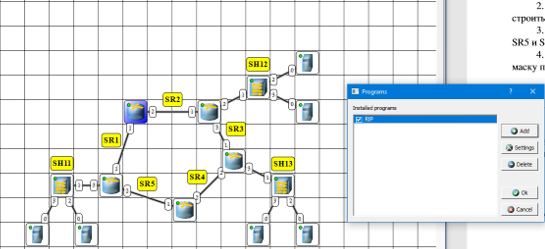 2.
строить
3.
SR5 и S
4.
маску п
Programs
Installed programs
RIP
Add
Settings
Delete
Ok
Cancel
SH12
SR2
SR3
SR1
SH11
SR5
SR4
SH13